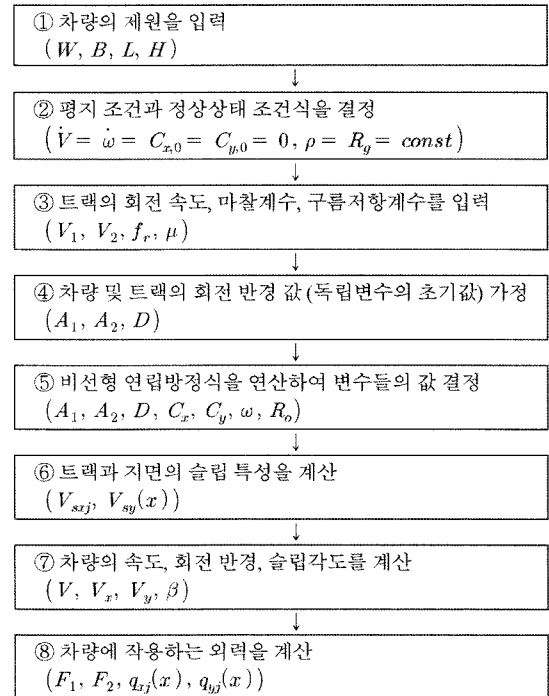 ① 차량의 제원을 입력
(W, B, L, H)
↓
② 평지 조건과 정상상태 조건식을 결정
(V̇ = ω̇ = C_{x,0} = C_{y,0} = 0, ρ = R_g = const)
↓
③ 트랙의 회전 속도, 마찰계수, 구름저항계수를 입력
(V_1, V_2, f_r, μ)
↓
④ 차량 및 트랙의 회전 반경 값 (독립변수의 초기값) 가정
(A_1, A_2, D)
↓
⑤ 비선형 연립방정식을 연산하여 변수들의 값 결정
(A_1, A_2, D, C_x, C_y, ω, R_o)
↓
⑥ 트랙과 지면의 슬립 특성을 계산
(V_{sxj}, V_{sy}(x))
↓
⑦ 차량의 속도, 회전 반경, 슬립각도를 계산
(V, V_x, V_y, β)
↓
⑧ 차량에 작용하는 외력을 계산
(F_1, F_2, q_{xj}(x), q_{yj}(x))